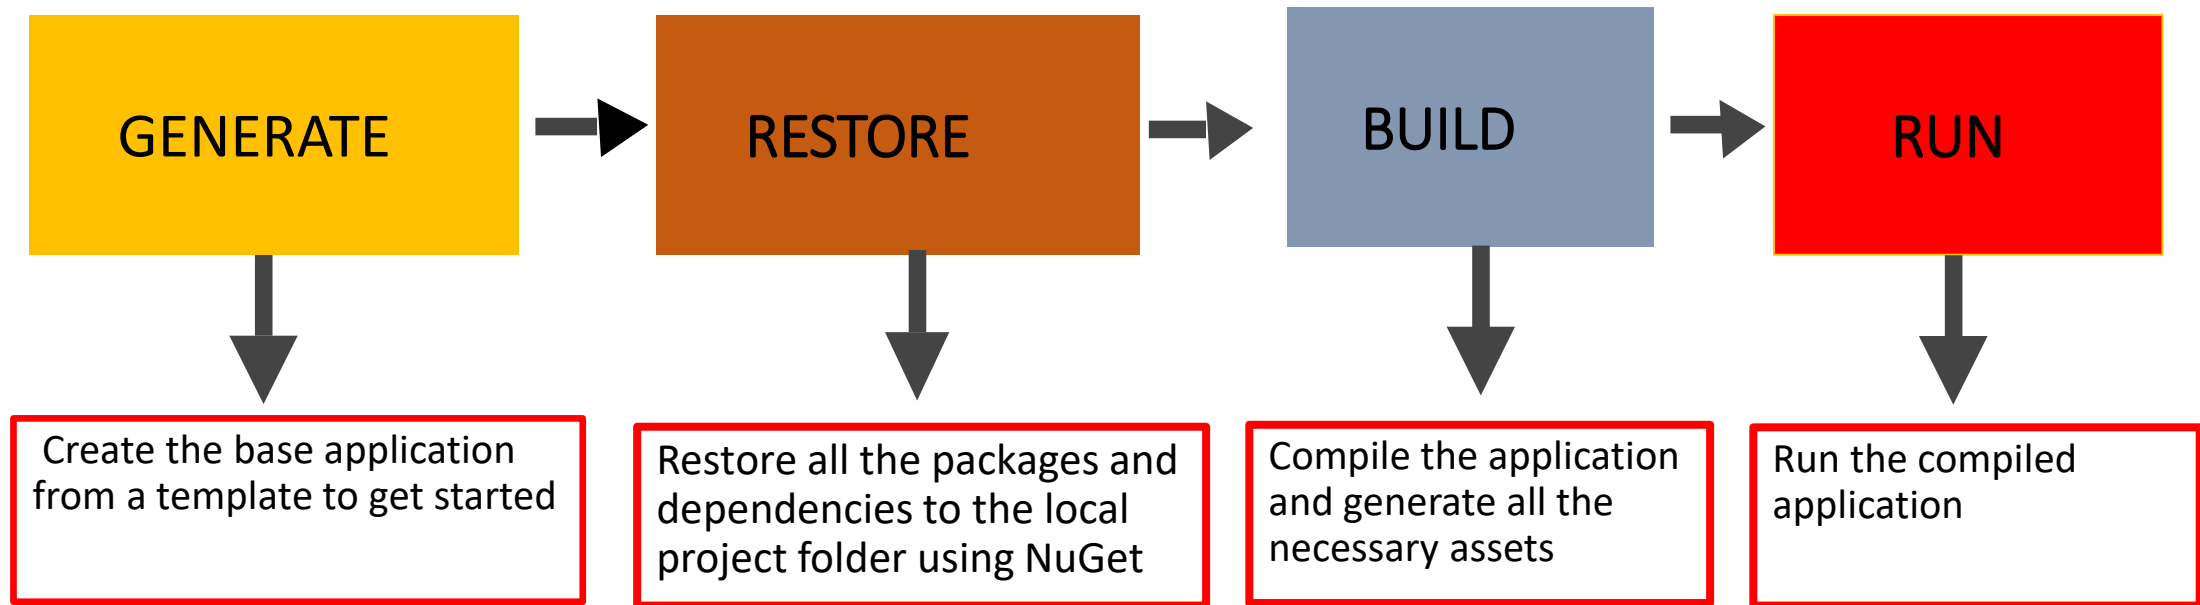 GENERATE
RESTORE
BUILD
RUN
Create the base application
from a template to get started
Restore all the packages and
dependencies to the local
project folder using NuGet
Compile the application
and generate all the
necessary assets
Run the compiled
application